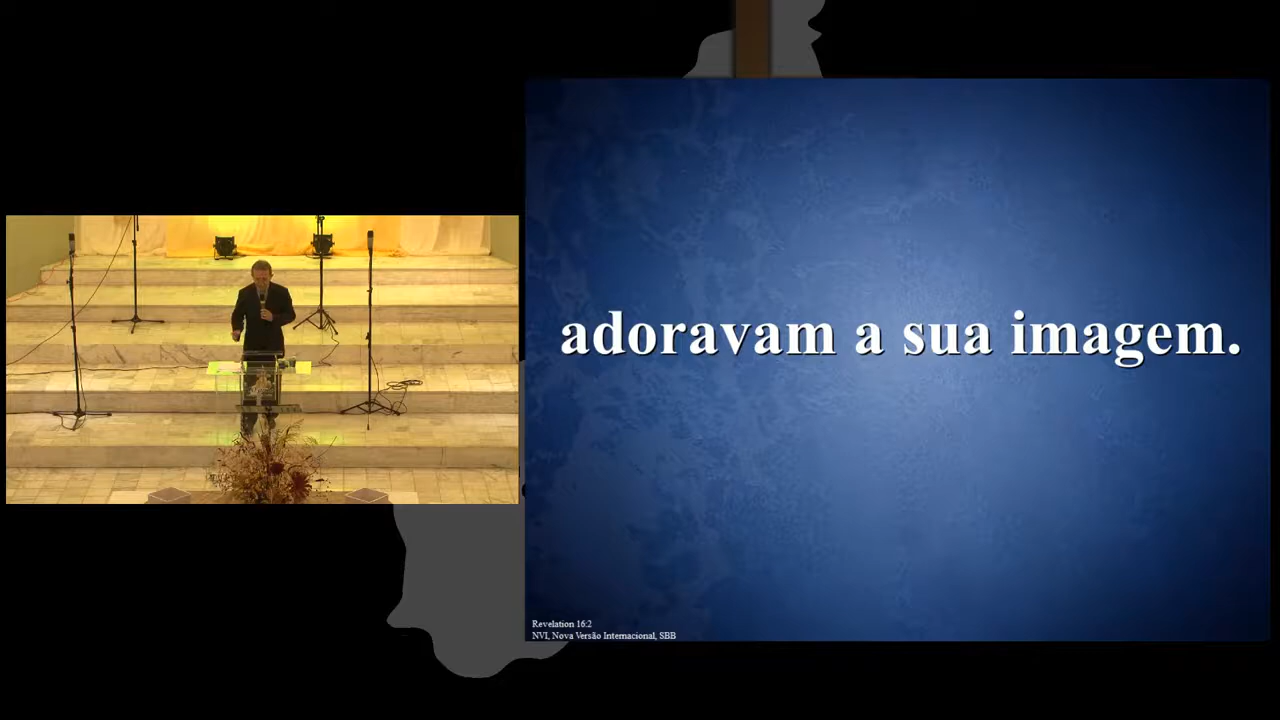 adoravam a sua imagem.
Revelation 16:2
NVI, Nova Versão Internacional, SBB